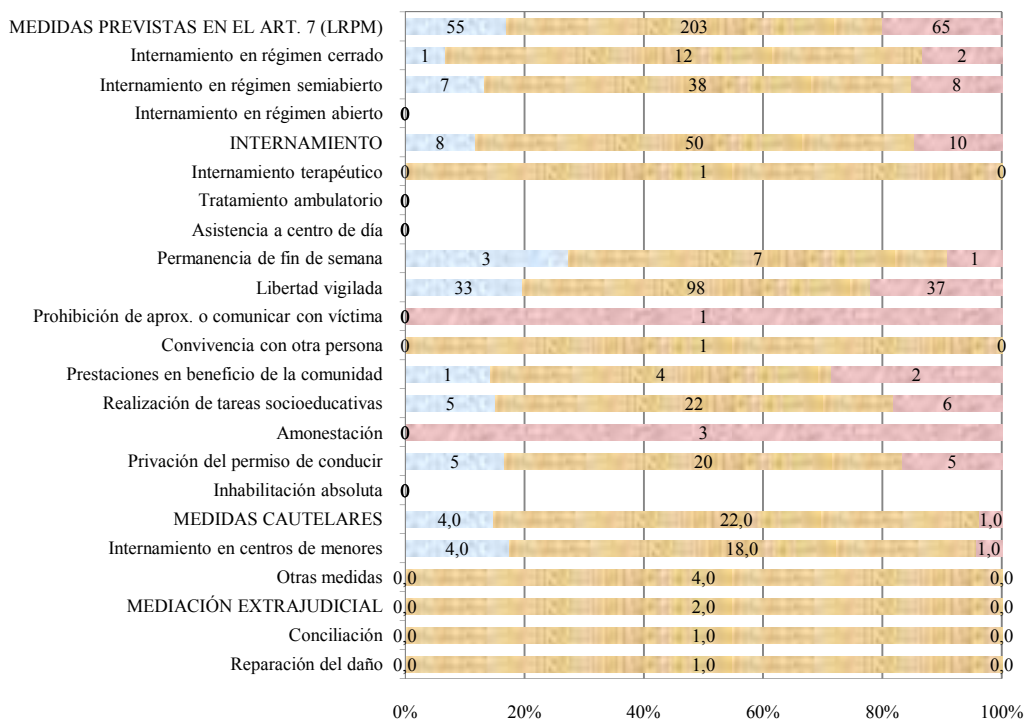 MEDIDAS PREVISTAS EN EL ART. 7 (LRPM) 55 203 65
Internamiento en régimen cerrado 1 12 2
Internamiento en régimen semiabierto 7 38 8
Internamiento en régimen abierto 0
INTERNAMIENTO 8 50 10
Internamiento terapéutico 0 1 0
Tratamiento ambulatorio 0
Asistencia a centro de día 0
Permanencia de fin de semana 3 7 1
Libertad vigilada 33 98 37
Prohibición de aprox. o comunicar con víctima 0 1
Convivencia con otra persona 0 1 0
Prestaciones en beneficio de la comunidad 1 4 2
Realización de tareas socioeducativas 5 22 6
Amonestación 0 3
Privación del permiso de conducir 5 20 5
Inhabilitación absoluta 0
MEDIDAS CAUTELARES 4,0 22,0 1,0
Internamiento en centros de menores 4,0 18,0 1,0
Otras medidas 0,0 4,0 0,0
MEDIACIÓN EXTRAJUDICIAL 0,0 2,0 0,0
Conciliación 0,0 1,0 0,0
Reparación del daño 0,0 1,0 0,0
0% 20% 40% 60% 80% 100%